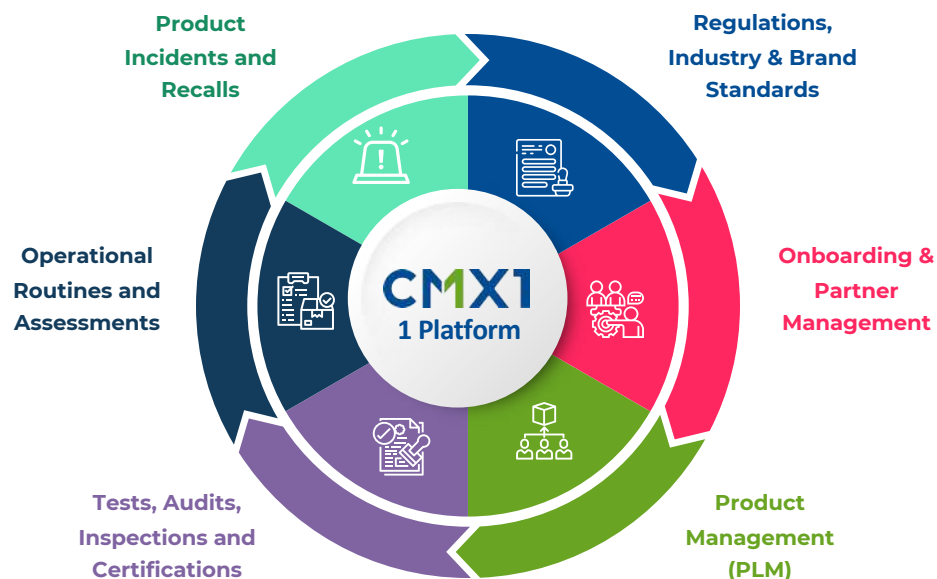 Product
Incidents and
Recalls
Regulations,
Industry & Brand
Standards
Operational
Routines and
Assessments
CMX1
1 Platform
Onboarding &
Partner
Management
Tests, Audits,
Inspections and
Certifications
Product
Management
(PLM)